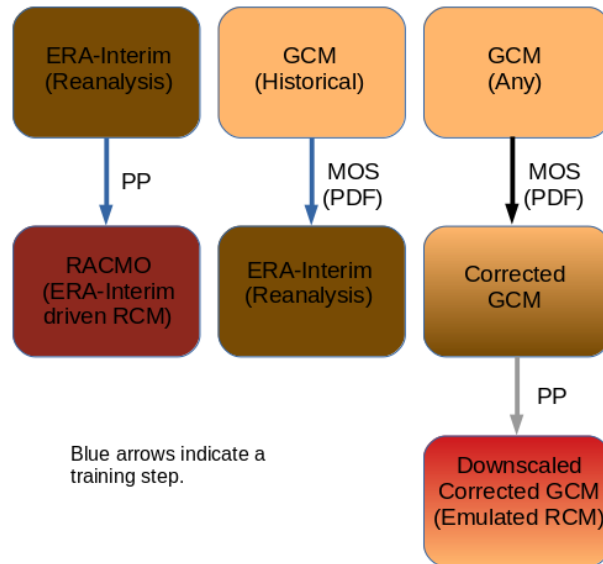 ERA-Interim
(Reanalysis)
GCM
(Historical)
GCM
(Any)
PP
MOS
(PDF)
MOS
(PDF)
RACMO
(ERA-Interim
driven RCM)
ERA-Interim
(Reanalysis)
Corrected
GCM
PP
Blue arrows indicate a
training step.
Downscaled
Corrected GCM
(Emulated RCM)